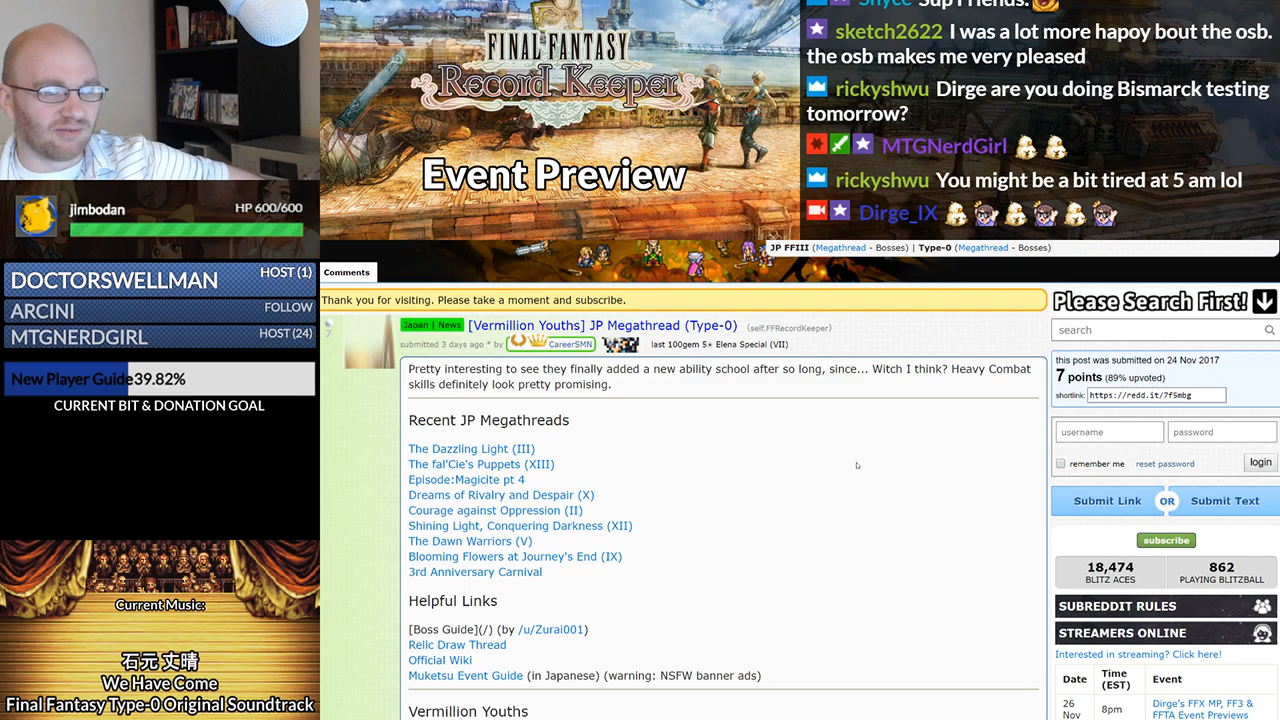 Shyee Sup Friends.
FINAL FANTASY
Record Keeper
Event Preview
sketch2622 I was a lot more hapoy bout the osb.
the osb makes me very pleased
rickyshwu Dirge are you doing Bismarck testing
tomorrow?
MTGNerdGirl
rickyshwu You might be a bit tired at 5 am lol
Dirge_IX
jimbodan HP 600/600
DOCTORSWELLMAN HOST (1)
ARCINI FOLLOW
MTGNERDGIRL HOST (24)
New Player Guide39.82%
CURRENT BIT & DONATION GOAL
Current Music:
石元 丈晴
We Have Come
Final Fantasy Type-0 Original Soundtrack
JP FFIII (Megathread - Bosses) | Type-0 (Megathread - Bosses)
Comments
Thank you for visiting. Please take a moment and subscribe.
7
Japan | News [Vermillion Youths] JP Megathread (Type-0) (self.FFRecordKeeper)
submitted 3 days ago * by CareerSMN last 100gem 5★ Elena Special (VII)
Pretty interesting to see they finally added a new ability school after so long, since... Witch I think? Heavy Combat
skills definitely look pretty promising.
Recent JP Megathreads
The Dazzling Light (III)
The fal'Cie's Puppets (XIII)
Episode:Magicite pt 4
Dreams of Rivalry and Despair (X)
Courage against Oppression (II)
Shining Light, Conquering Darkness (XII)
The Dawn Warriors (V)
Blooming Flowers at Journey's End (IX)
3rd Anniversary Carnival
Helpful Links
[Boss Guide](/) (by /u/Zurai001)
Relic Draw Thread
Official Wiki
Muketsu Event Guide (in Japanese) (warning: NSFW banner ads)
Vermillion Youths
Please Search First!
search
this post was submitted on 24 Nov 2017
7 points (89% upvoted)
shortlink: https://redd.it/7f5mbg
username password
remember me reset password login
Submit Link OR Submit Text
subscribe
18,474 862
BLITZ ACES PLAYING BLITZBALL
SUBREDDIT RULES
STREAMERS ONLINE
Interested in streaming? Click here!
Date Time (EST) Event
26 Nov 8pm Dirge's FFX MP, FF3 & FFTA Event Previews